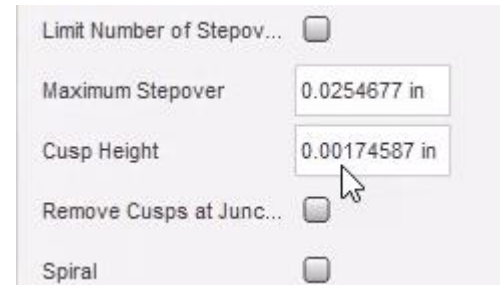 Limit Number of Stepov...
Maximum Stepover 0.0254677 in
Cusp Height 0.00174587 in
Remove Cusps at Junc...
Spiral